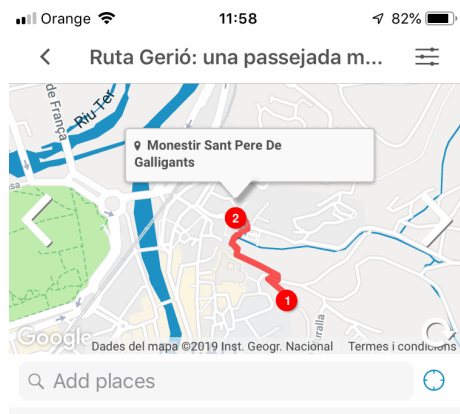 Orange 11:58 82%
Ruta Gerió: una passejada m...
de França
Riu Ter
Monestir Sant Pere De
Galligants
2
1
Google
Dades del mapa ©2019 Inst. Geogr. Nacional Termes i condicions
Add places